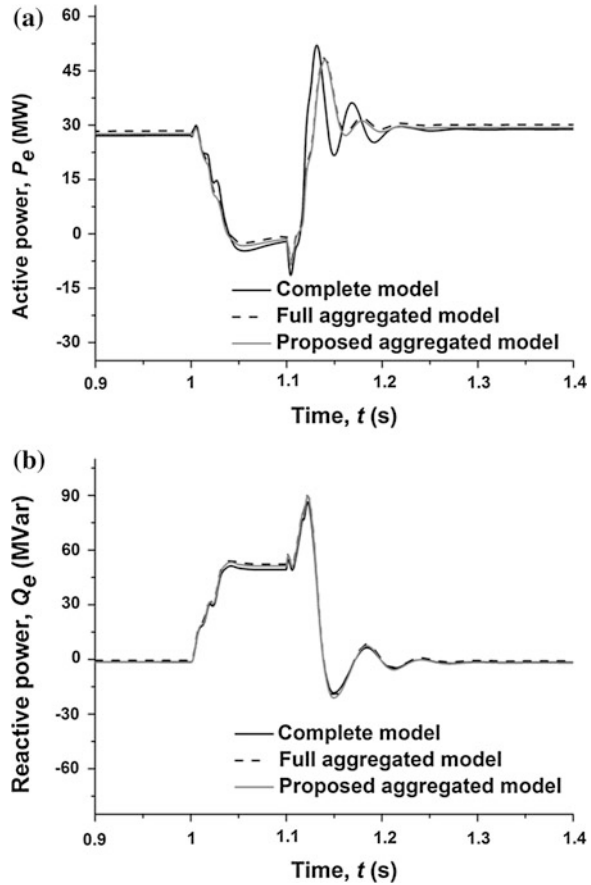 (a)
Active power, Pe (MW)
60
45
30
15
0
-15
-30
Complete model
Full aggregated model
Proposed aggregated model
0.9
1
1.1
1.2
1.3
1.4
Time, t (s)
(b)
Reactive power, Qe (MVar)
90
60
30
0
-30
-60
Complete model
Full aggregated model
Proposed aggregated model
0.9
1
1.1
1.2
1.3
1.4
Time, t (s)